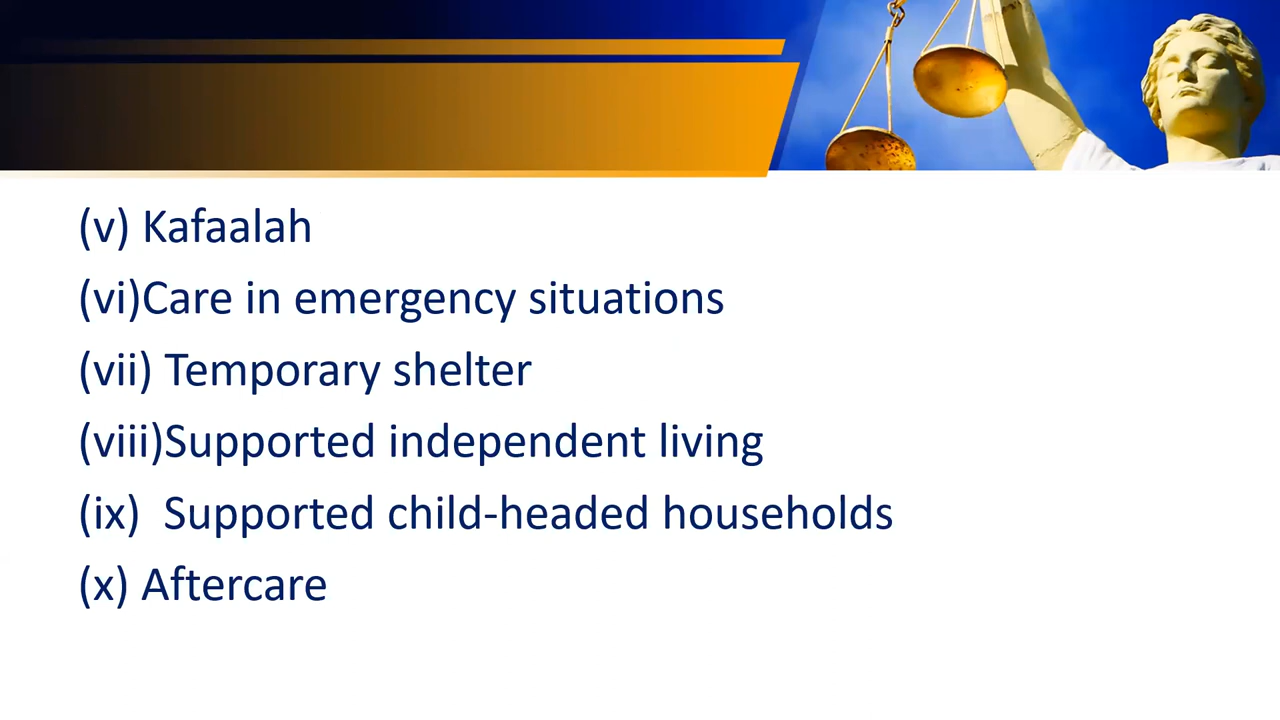 (v) Kafaalah
(vi)Care in emergency situations
(vii) Temporary shelter
(viii)Supported independent living
(ix)  Supported child-headed households
(x) Aftercare